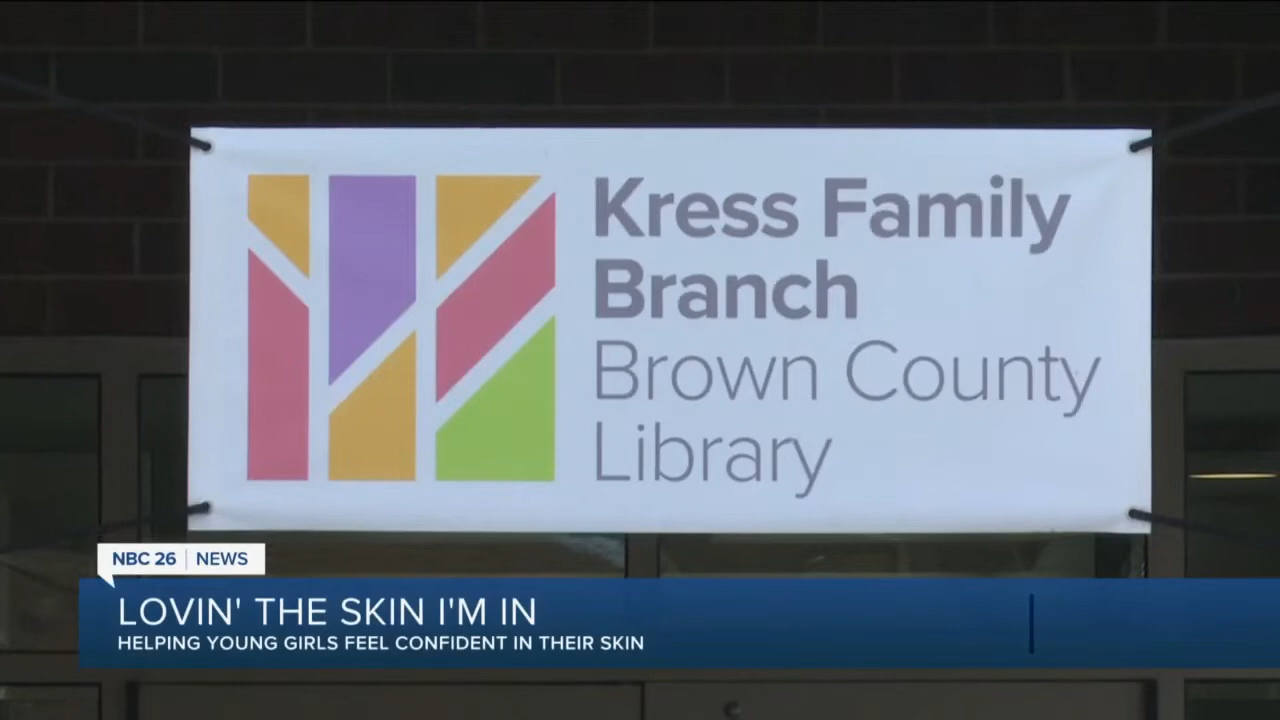 Kress Family
Branch
Brown County
Library
NBC 26 | NEWS
LOVIN' THE SKIN I'M IN
HELPING YOUNG GIRLS FEEL CONFIDENT IN THEIR SKIN